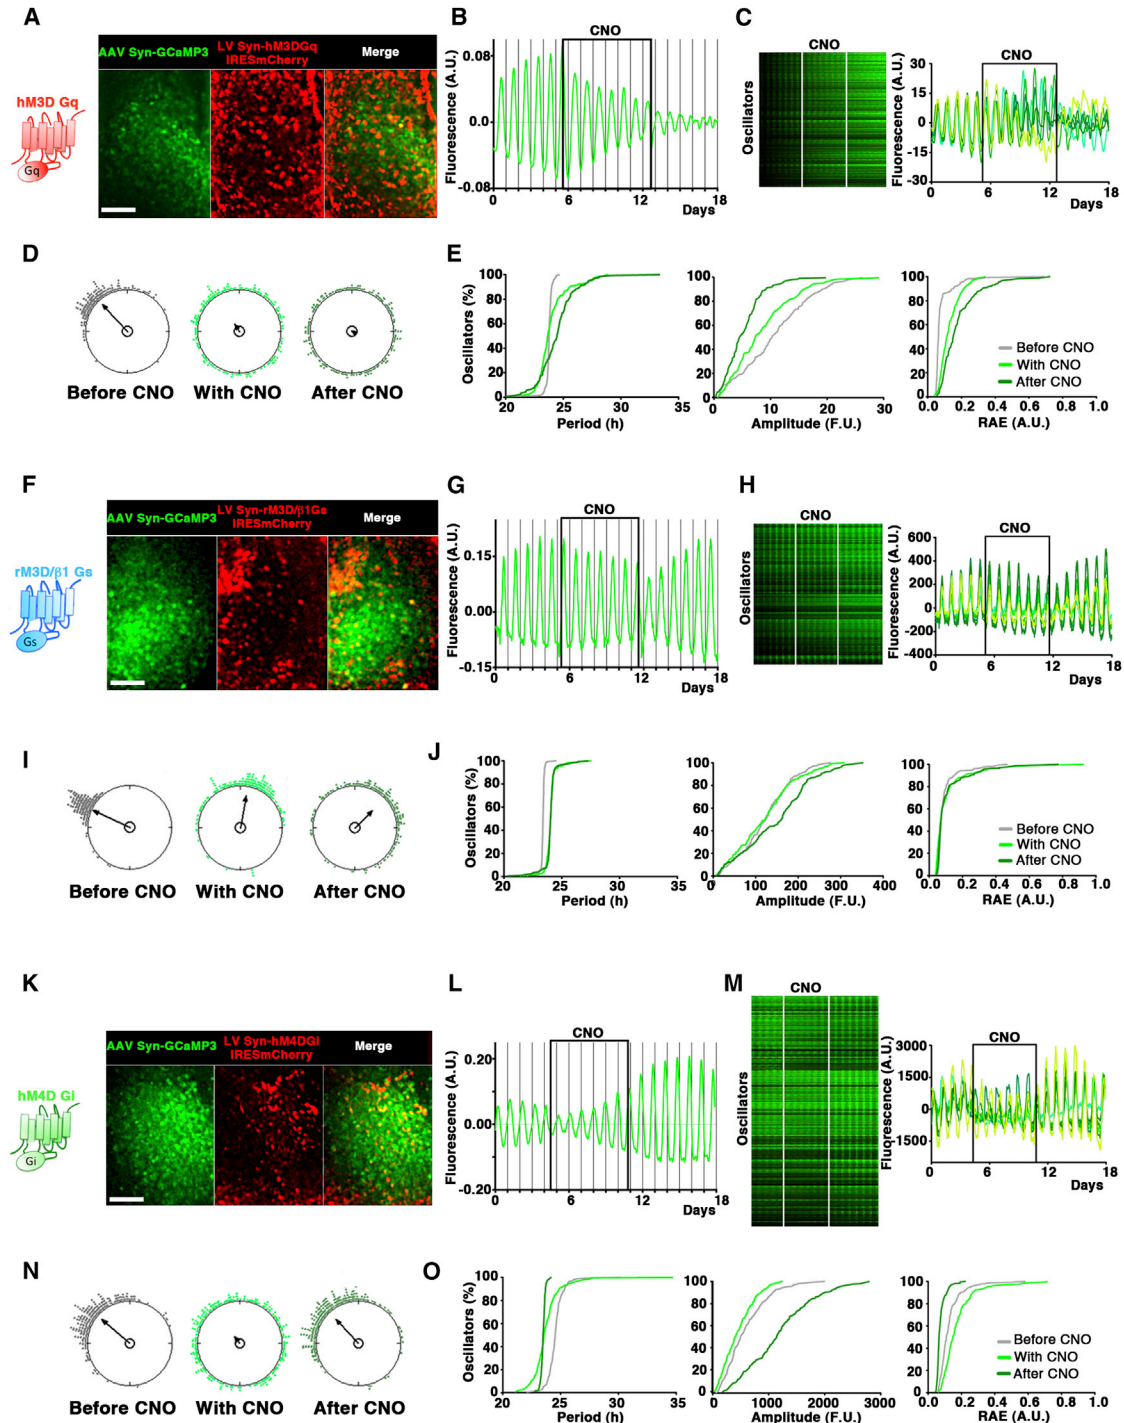 A
AAV Syn-GCaMP3
LV Syn-hM3DGq
IRESmCherry
Merge
hM3D Gq
Gq
B
CNO
Fluorescence (A.U.)
0.08
0.0
-0.08
0 6 12 18
Days
C
CNO
Oscillators
CNO
Fluorescence (A.U.)
30
15
0.0
-15
-30
0 6 12 18
Days
D
Before CNO
With CNO
After CNO
E
Oscillators (%)
100
80
60
40
20
0
20 25 30 35
Period (h)
100
80
60
40
20
0
0 10 20 30
Amplitude (F.U.)
100
80
60
40
20
0
0.0 0.2 0.4 0.6 0.8 1.0
RAE (A.U.)
Before CNO
With CNO
After CNO
F
AAV Syn-GCaMP3
LV Syn-rM3D/β1Gs
IRESmCherry
Merge
rM3D/β1 Gs
Gs
G
CNO
Fluorescence (A.U.)
0.15
0.00
-0.15
0 6 12 18
Days
H
CNO
Oscillators
CNO
Fluorescence (A.U.)
600
400
200
0
-200
-400
0 6 12 18
Days
I
Before CNO
With CNO
After CNO
J
Oscillators (%)
100
80
60
40
20
0
20 25 30 35
Period (h)
100
80
60
40
20
0
0 100 200 300 400
Amplitude (F.U.)
100
80
60
40
20
0
0.0 0.2 0.4 0.6 0.8 1.0
RAE (A.U.)
Before CNO
With CNO
After CNO
K
AAV Syn-GCaMP3
LV Syn-hM4DGi
IRESmCherry
Merge
hM4D Gi
Gi
L
CNO
Fluorescence (A.U.)
0.20
0.00
-0.20
0 6 12 18
Days
M
CNO
Oscillators
CNO
Fluorescence (A.U.)
3000
1500
0
1500
0 6 12 18
Days
N
Before CNO
With CNO
After CNO
O
Oscillators (%)
100
80
60
40
20
0
20 25 30 35
Period (h)
100
80
60
40
20
0
0 1000 2000 3000
Amplitude (F.U.)
100
80
60
40
20
0
0.0 0.2 0.4 0.6 0.8 1.0
RAE (A.U.)
Before CNO
With CNO
After CNO